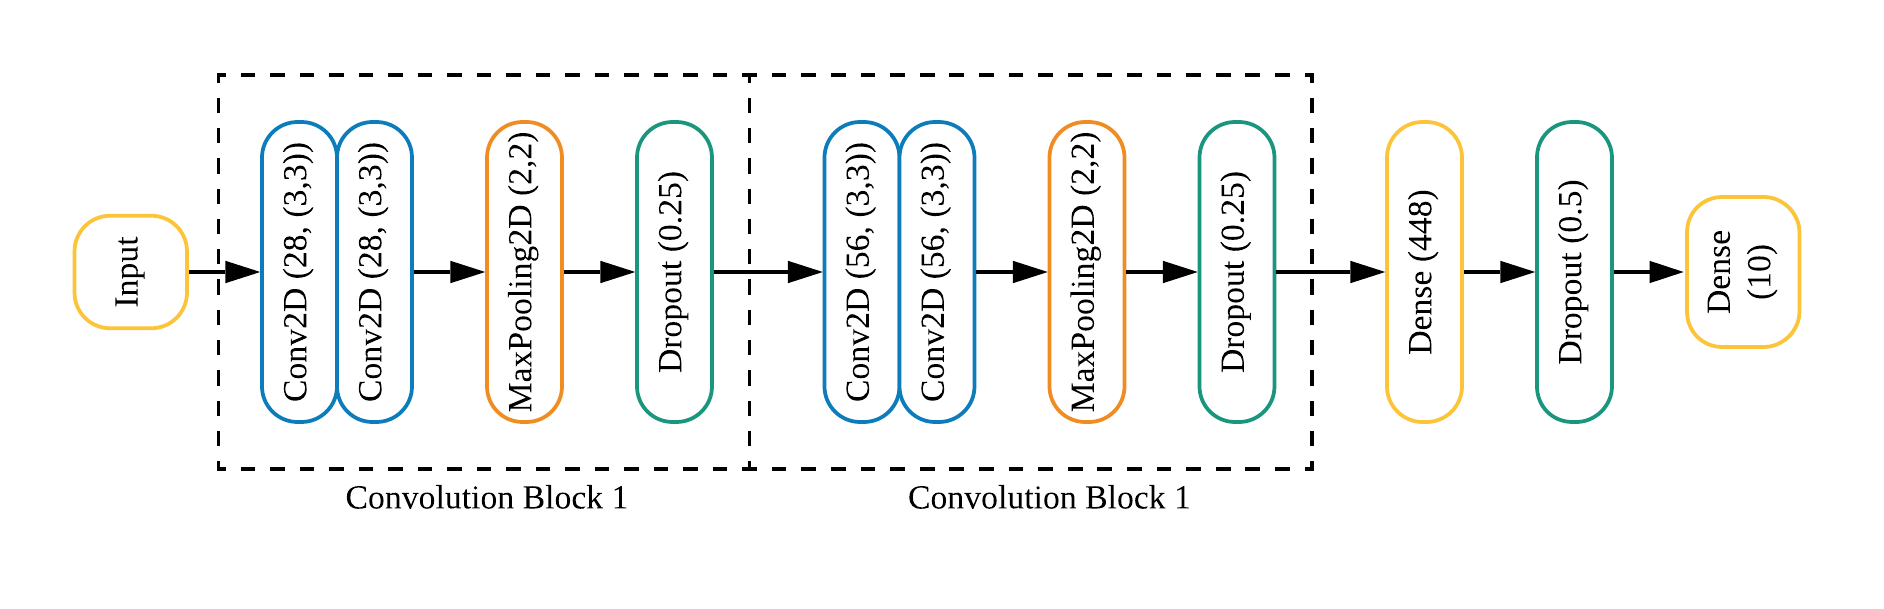 Input
Conv2D (28, (3,3))
Conv2D (28, (3,3))
MaxPooling2D (2,2)
Dropout (0.25)
Convolution Block 1
Conv2D (56, (3,3))
Conv2D (56, (3,3))
MaxPooling2D (2,2)
Dropout (0.25)
Convolution Block 1
Dense (448)
Dropout (0.5)
Dense
(10)